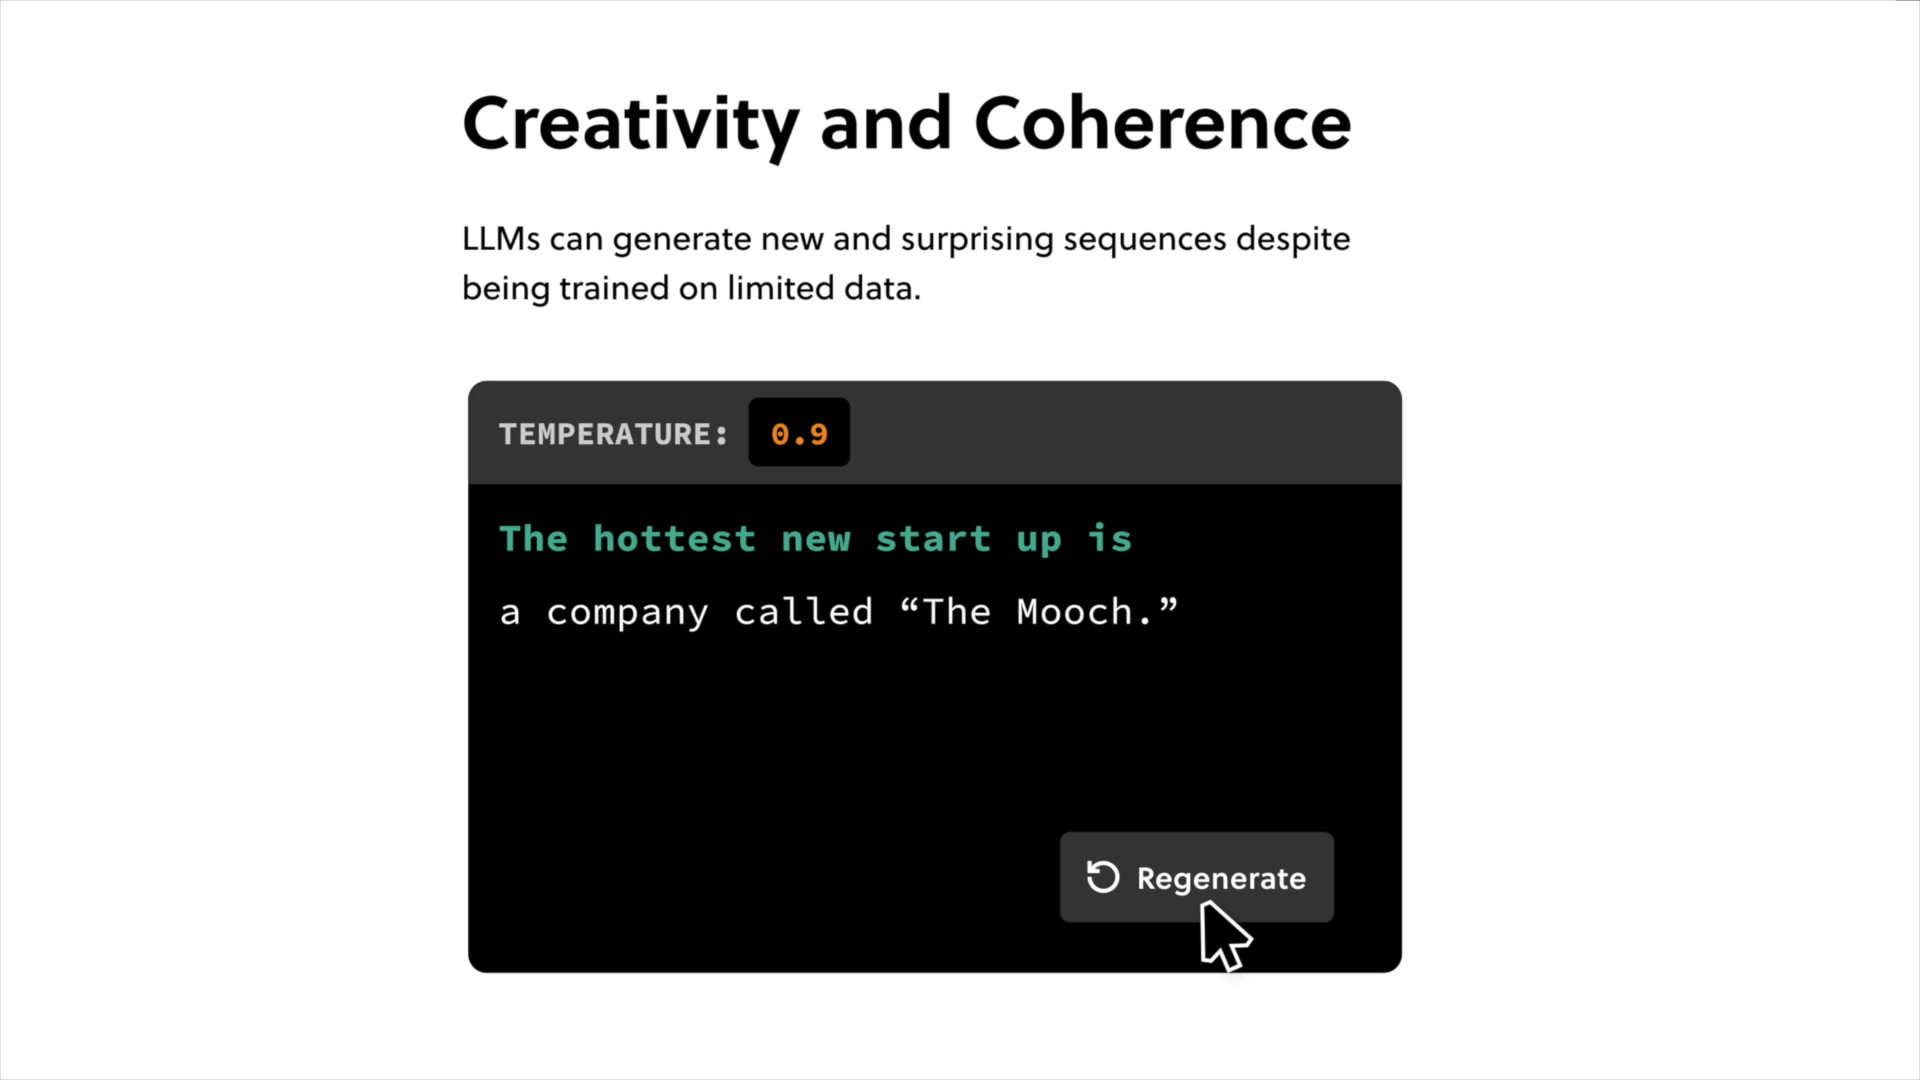 Creativity and Coherence
LLMs can generate new and surprising sequences despite
being trained on limited data.
TEMPERATURE: 0.9
The hottest new start up is
a company called “The Mooch.”
Regenerate